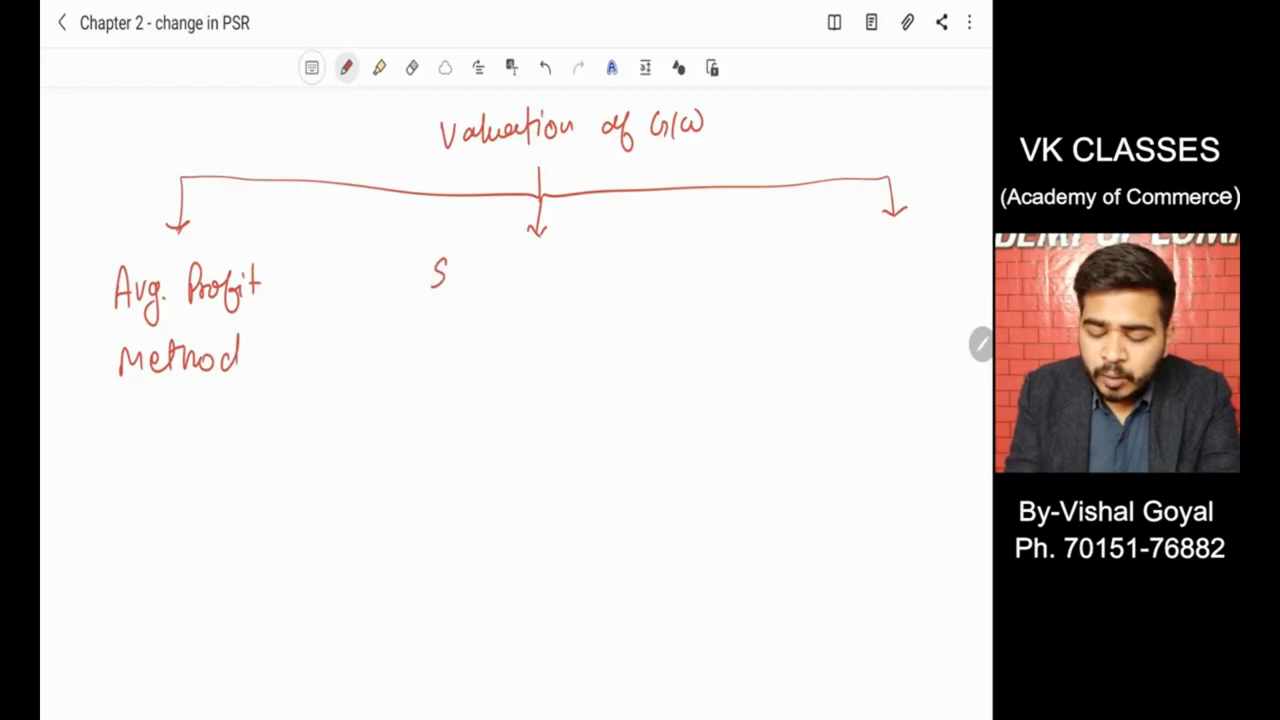 Chapter 2 - change in PSR
Valuation of G/W
Avg. Profit
Method
S
VK CLASSES
(Academy of Commerce)
By-Vishal Goyal
Ph. 70151-76882